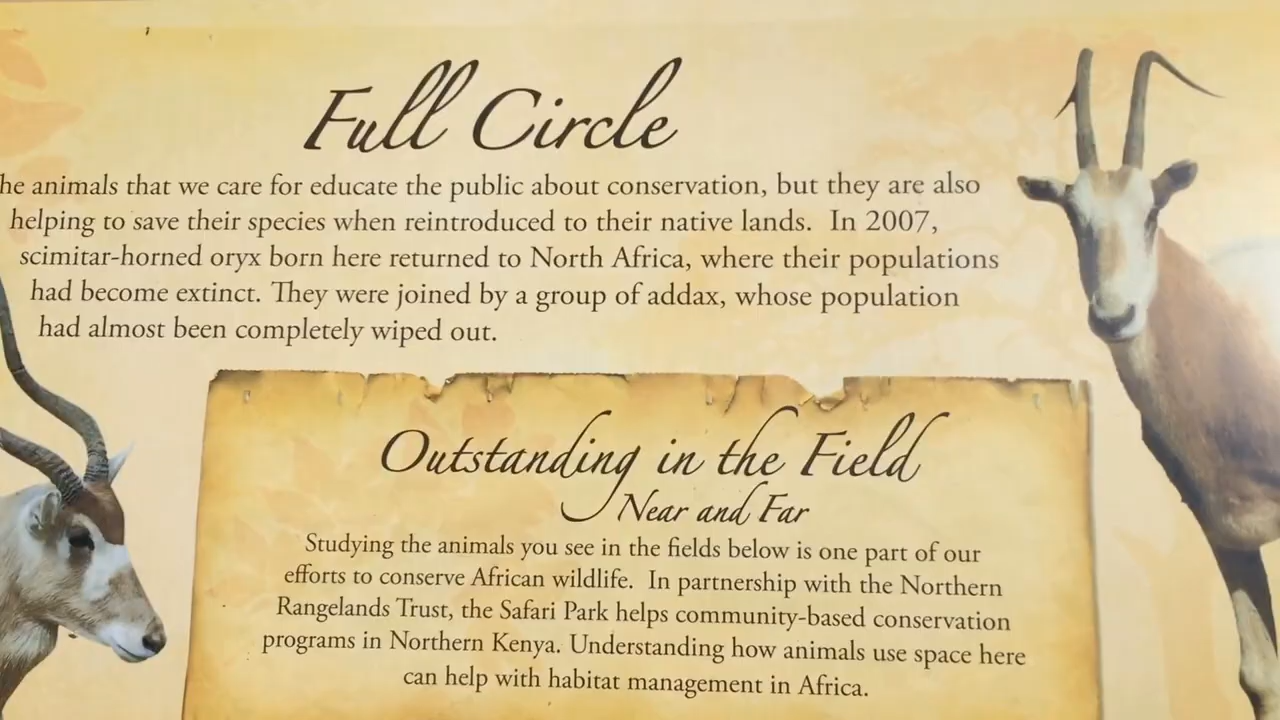 Full Circle
he animals that we care for educate the public about conservation, but they are also
helping to save their species when reintroduced to their native lands. In 2007,
scimitar-horned oryx born here returned to North Africa, where their populations
had become extinct. They were joined by a group of addax, whose population
had almost been completely wiped out.
Outstanding in the Field
Near and Far
Studying the animals you see in the fields below is one part of our
efforts to conserve African wildlife. In partnership with the Northern
Rangelands Trust, the Safari Park helps community-based conservation
programs in Northern Kenya. Understanding how animals use space here
can help with habitat management in Africa.